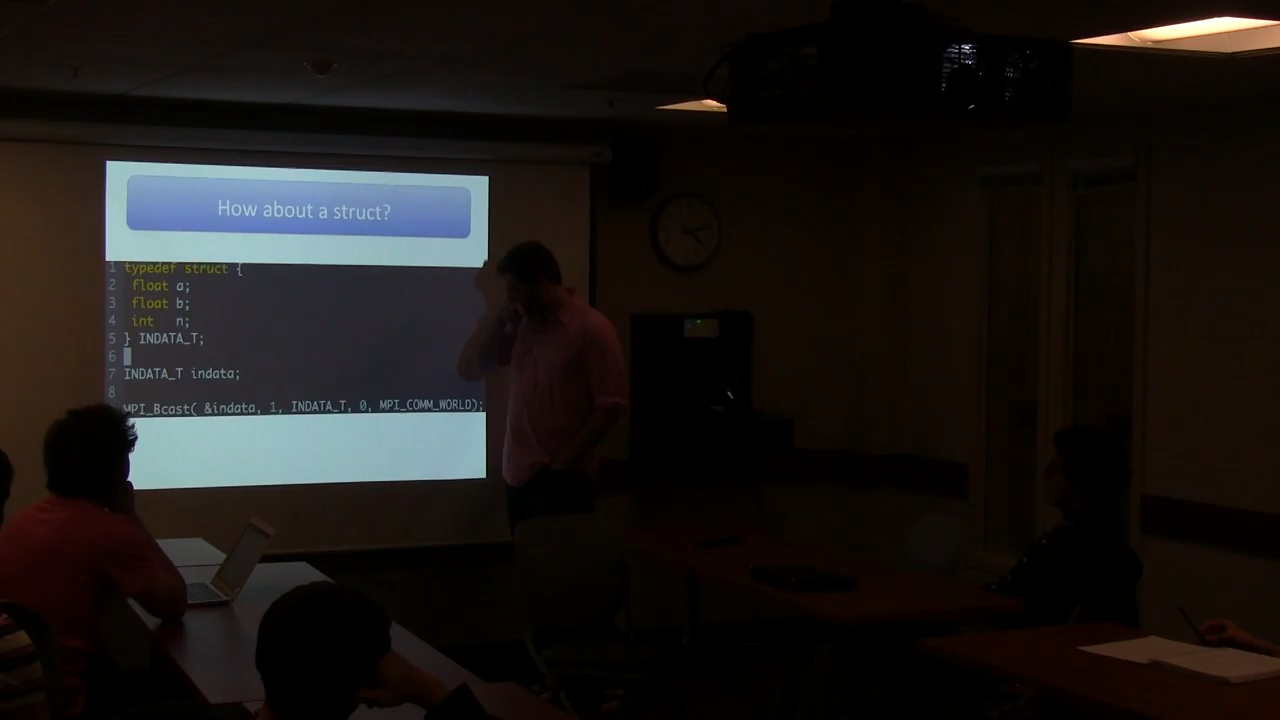 How about a struct?
1 typedef struct {
2 float a;
3 float b;
4 int n;
5 } INDATA_T;
6
7 INDATA_T indata;
8
MPI_Bcast( &indata, 1, INDATA_T, 0, MPI_COMM_WORLD);